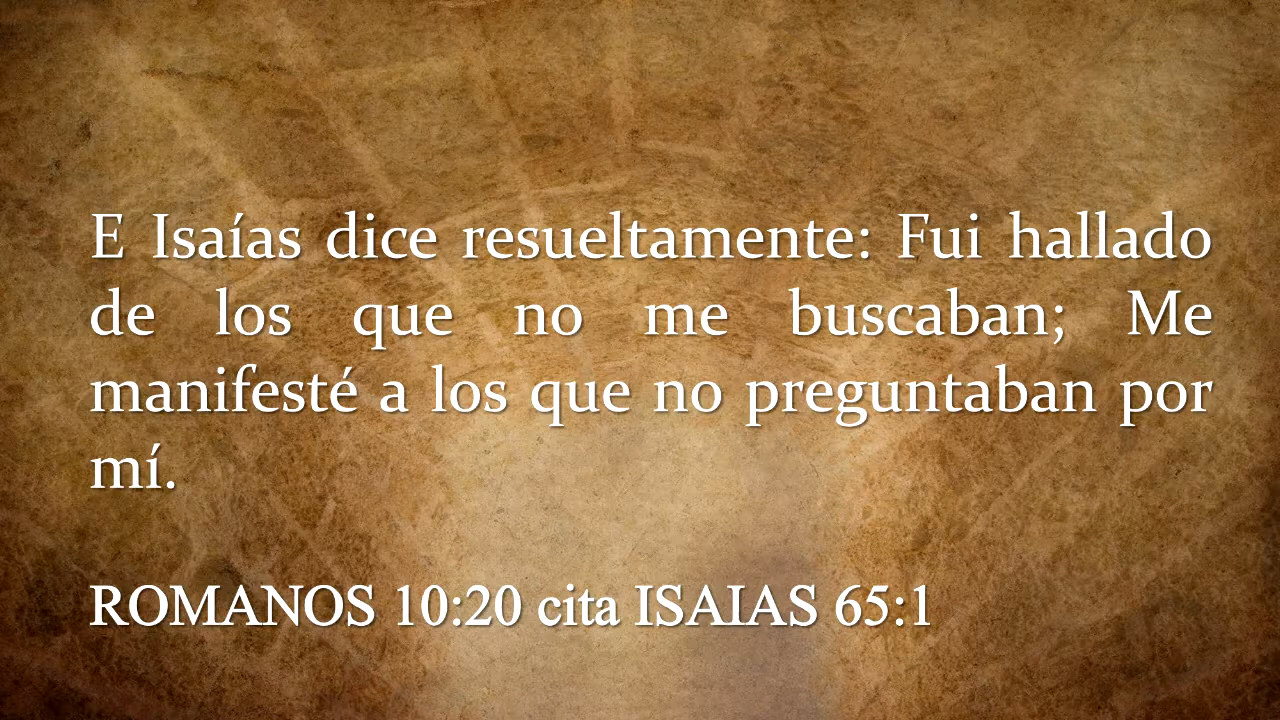 E Isaías dice resueltamente: Fui hallado
de los que no me buscaban; Me
manifesté a los que no preguntaban por
mí.
ROMANOS 10:20 cita ISAIAS 65:1